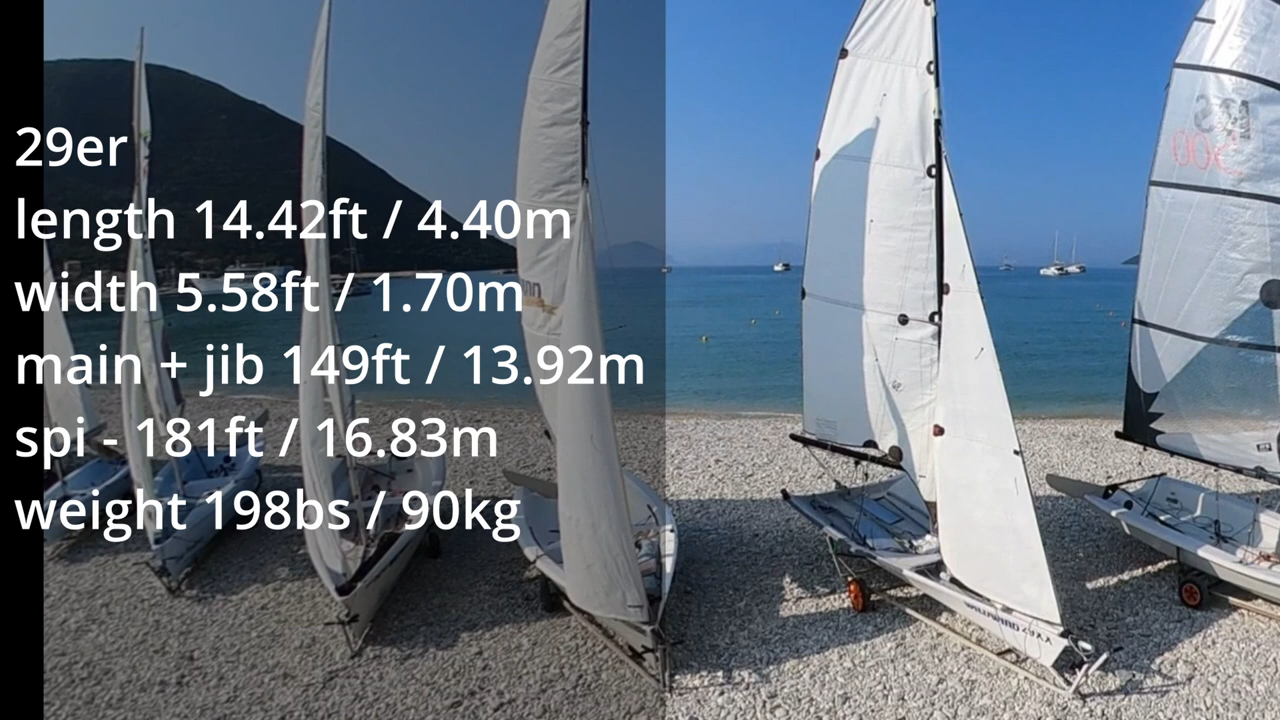 29er
length 14.42ft / 4.40m
width 5.58ft / 1.70m
main + jib 149ft / 13.92m
spi - 181ft / 16.83m
weight 198bs / 90kg